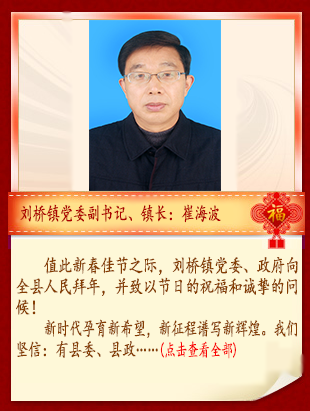 刘桥镇党委副书记、镇长：崔海波
福
值此新春佳节之际，刘桥镇党委、政府向
全县人民拜年，并致以节日的祝福和诚挚的问
候！
新时代孕育新希望，新征程谱写新辉煌。我们
坚信：有县委、县政……(点击查看全部)